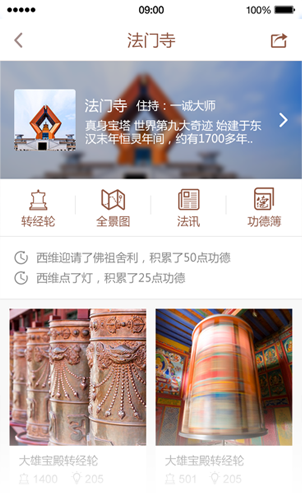 09:00
100%
法门寺
法门寺 住持：一诚大师
真身宝塔 世界第九大奇迹 始建于东
汉末年恒灵年间，约有1700多年..
转经轮 全景图 法讯 功德簿
西维迎请了佛祖舍利，积累了50点功德
西维点了灯，积累了25点功德
大雄宝殿转经轮 大雄宝殿转经轮
1400 205 501 205